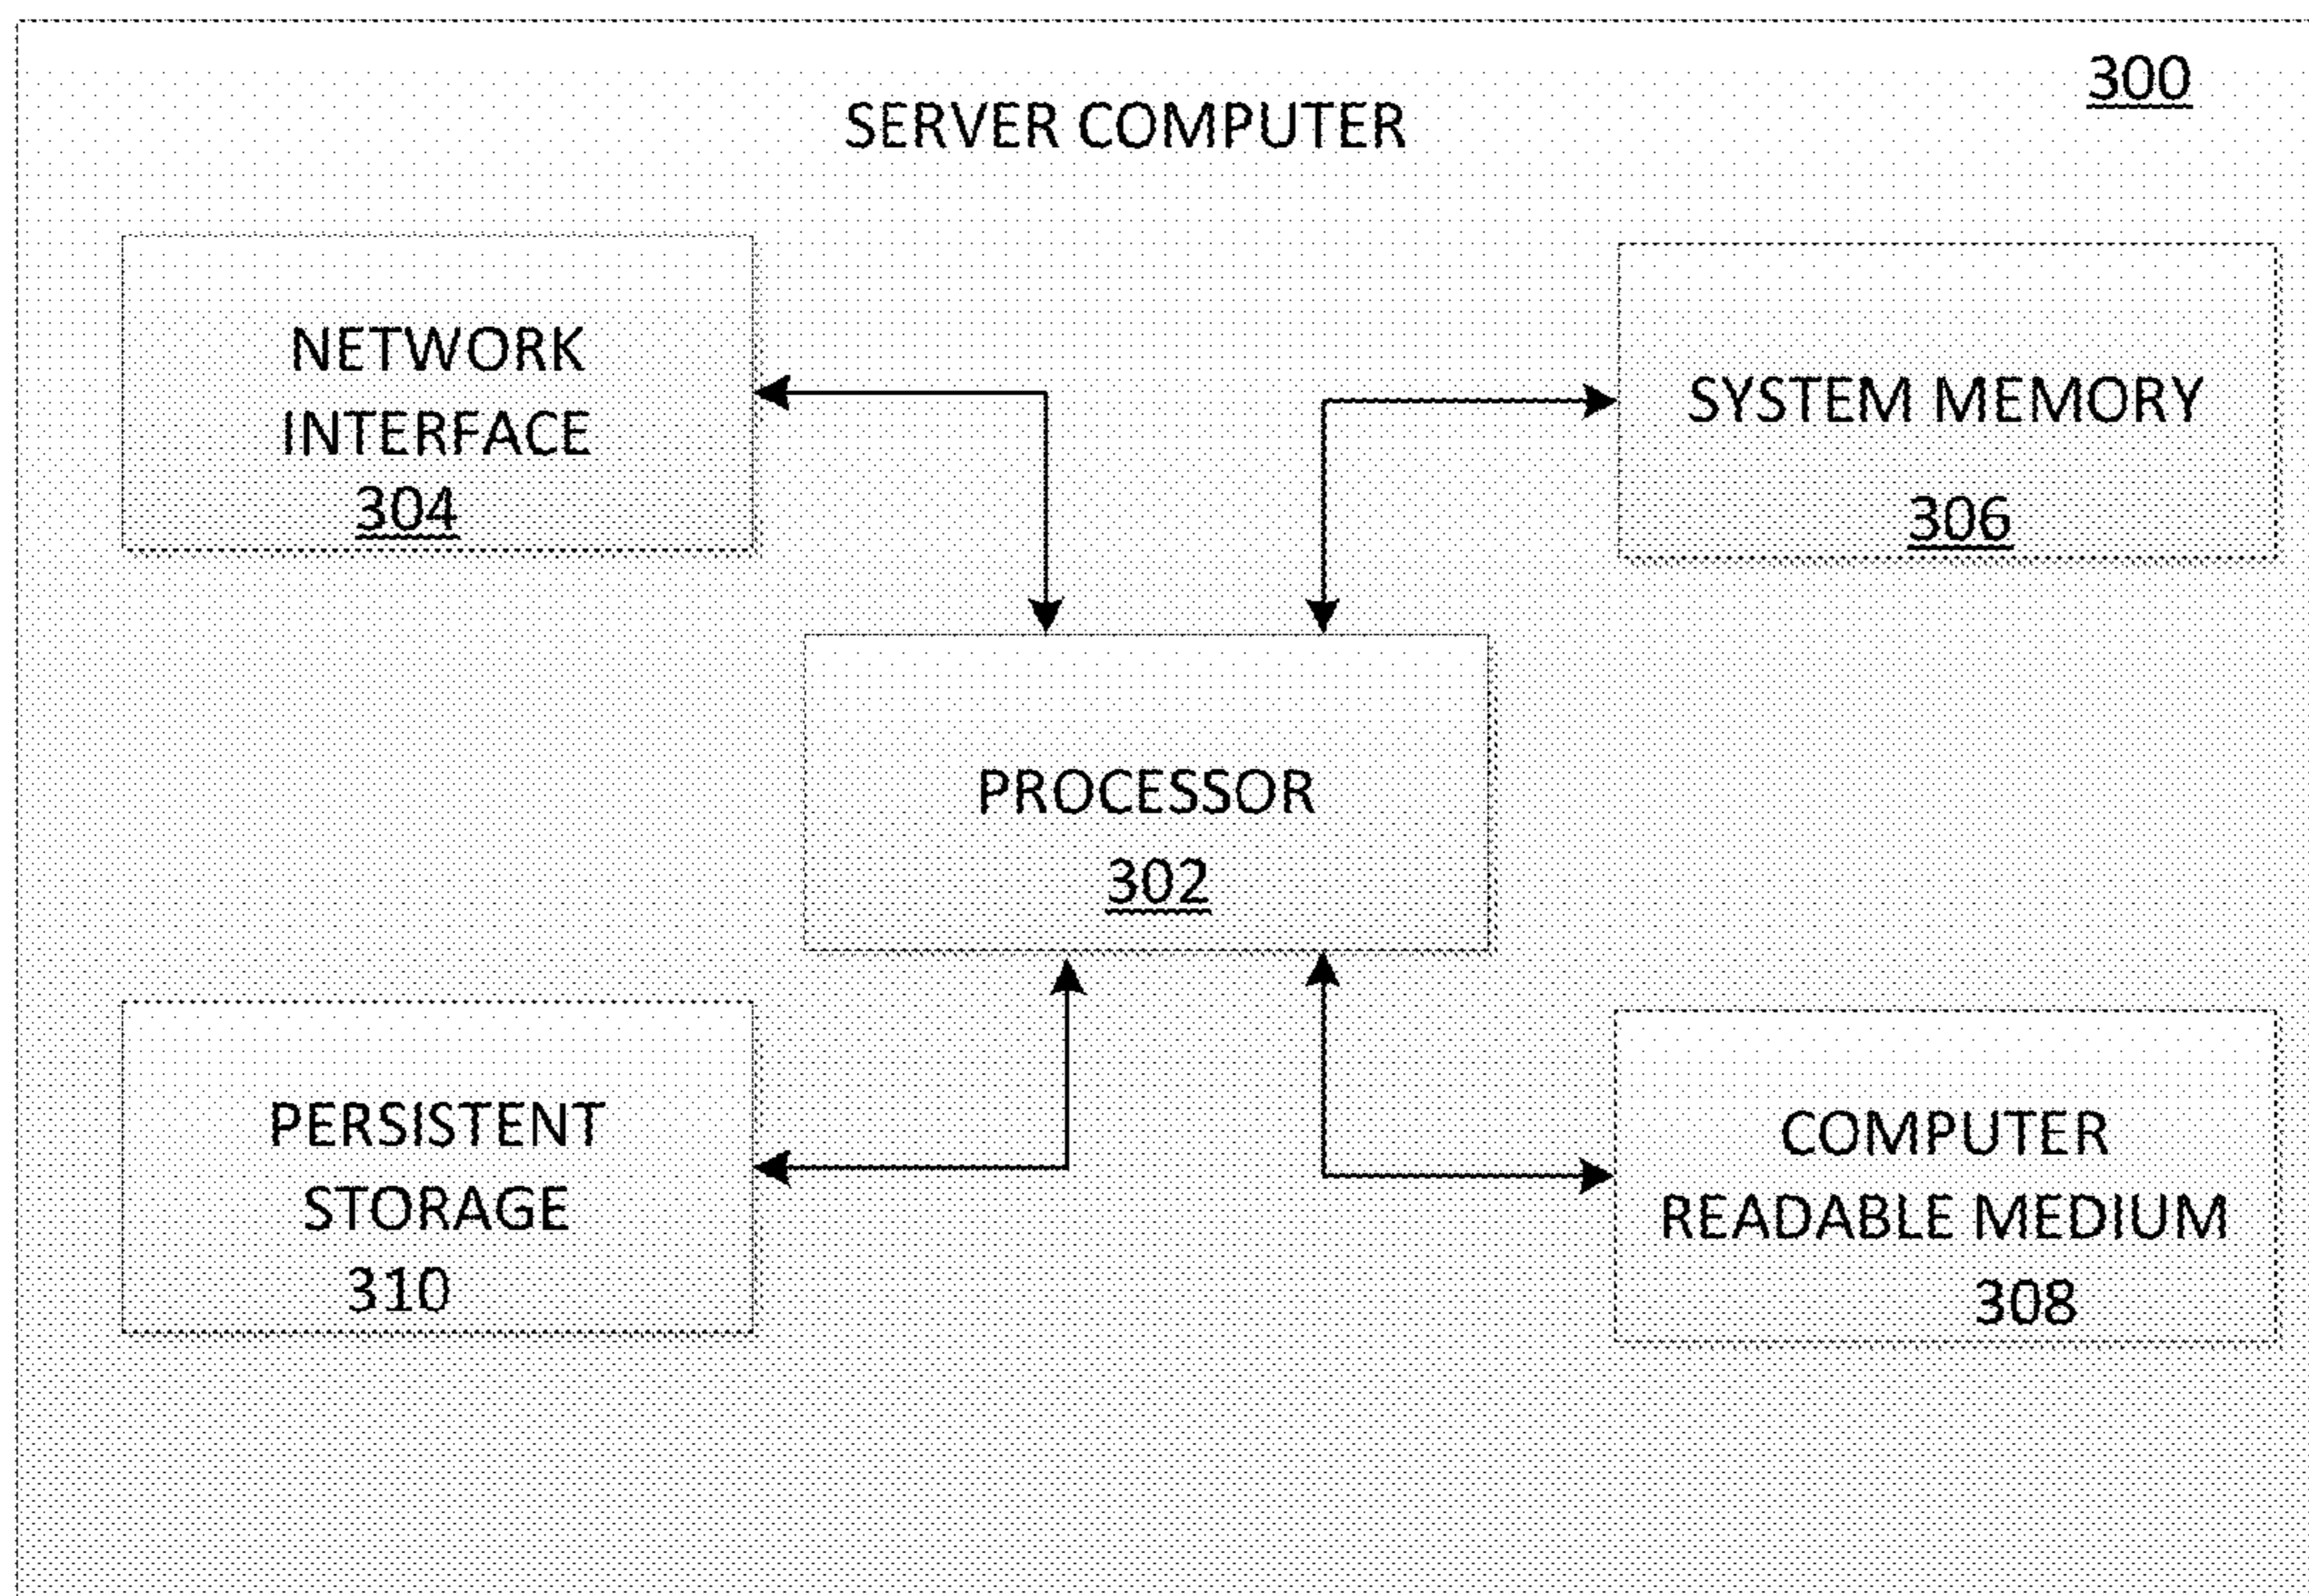 300
SERVER COMPUTER
NETWORK
INTERFACE
304
SYSTEM MEMORY
306
PROCESSOR
302
PERSISTENT
STORAGE
310
COMPUTER
READABLE MEDIUM
308